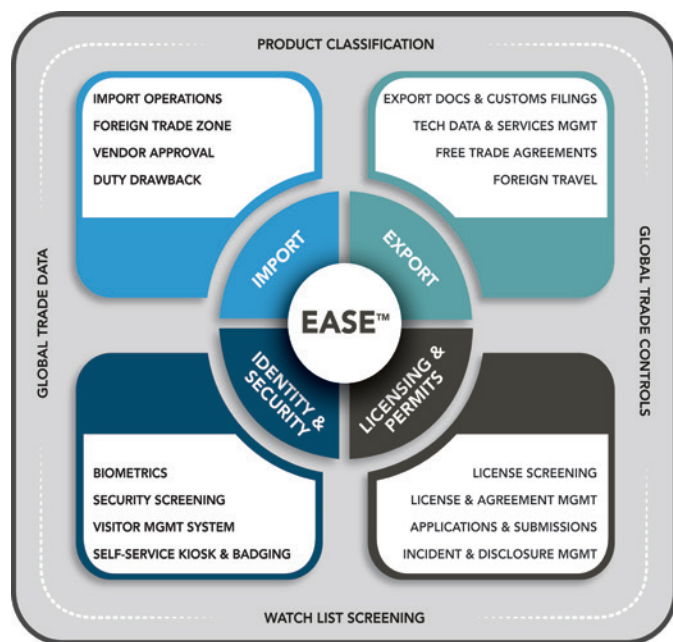 PRODUCT CLASSIFICATION
IMPORT OPERATIONS
FOREIGN TRADE ZONE
VENDOR APPROVAL
DUTY DRAWBACK
EXPORT DOCS & CUSTOMS FILINGS
TECH DATA & SERVICES MGMT
FREE TRADE AGREEMENTS
FOREIGN TRAVEL
IMPORT
EXPORT
GLOBAL TRADE DATA
EASE™
GLOBAL TRADE CONTROLS
IDENTITY &
SECURITY
LICENSING &
PERMITS
BIOMETRICS
SECURITY SCREENING
VISITOR MGMT SYSTEM
SELF-SERVICE KIOSK & BADGING
LICENSE SCREENING
LICENSE & AGREEMENT MGMT
APPLICATIONS & SUBMISSIONS
INCIDENT & DISCLOSURE MGMT
WATCH LIST SCREENING